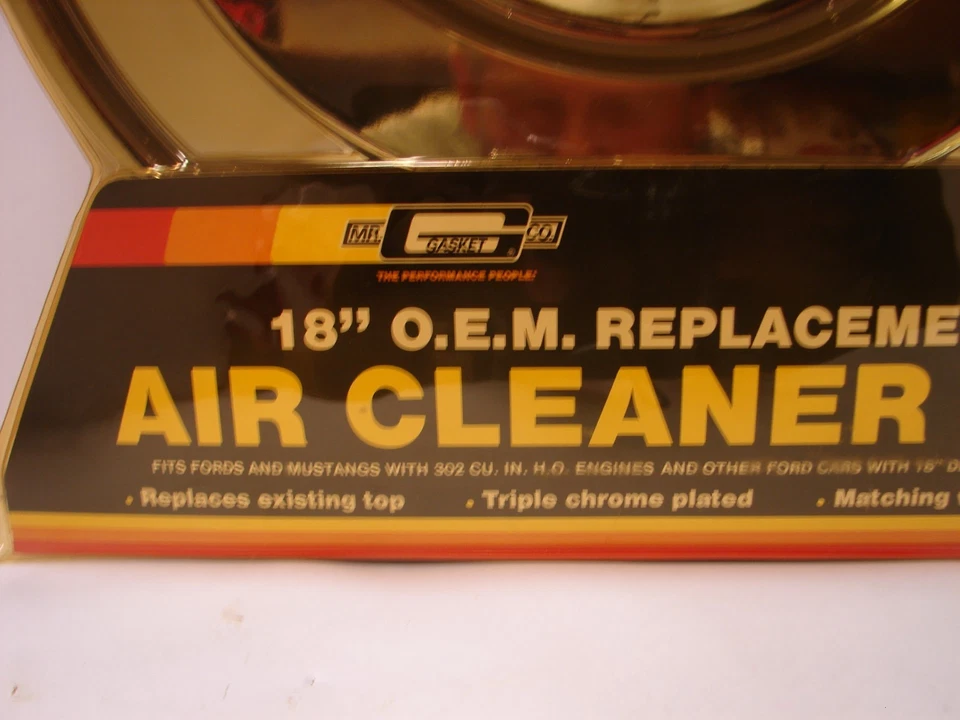 MR. GASKET CO.
THE PERFORMANCE PEOPLE!
18” O.E.M. REPLACEME
AIR CLEANER
FITS FORDS AND MUSTANGS WITH 302 CU. IN. H.O. ENGINES AND OTHER FORD CARS WITH 18” D
• Replaces existing top • Triple chrome plated • Matching